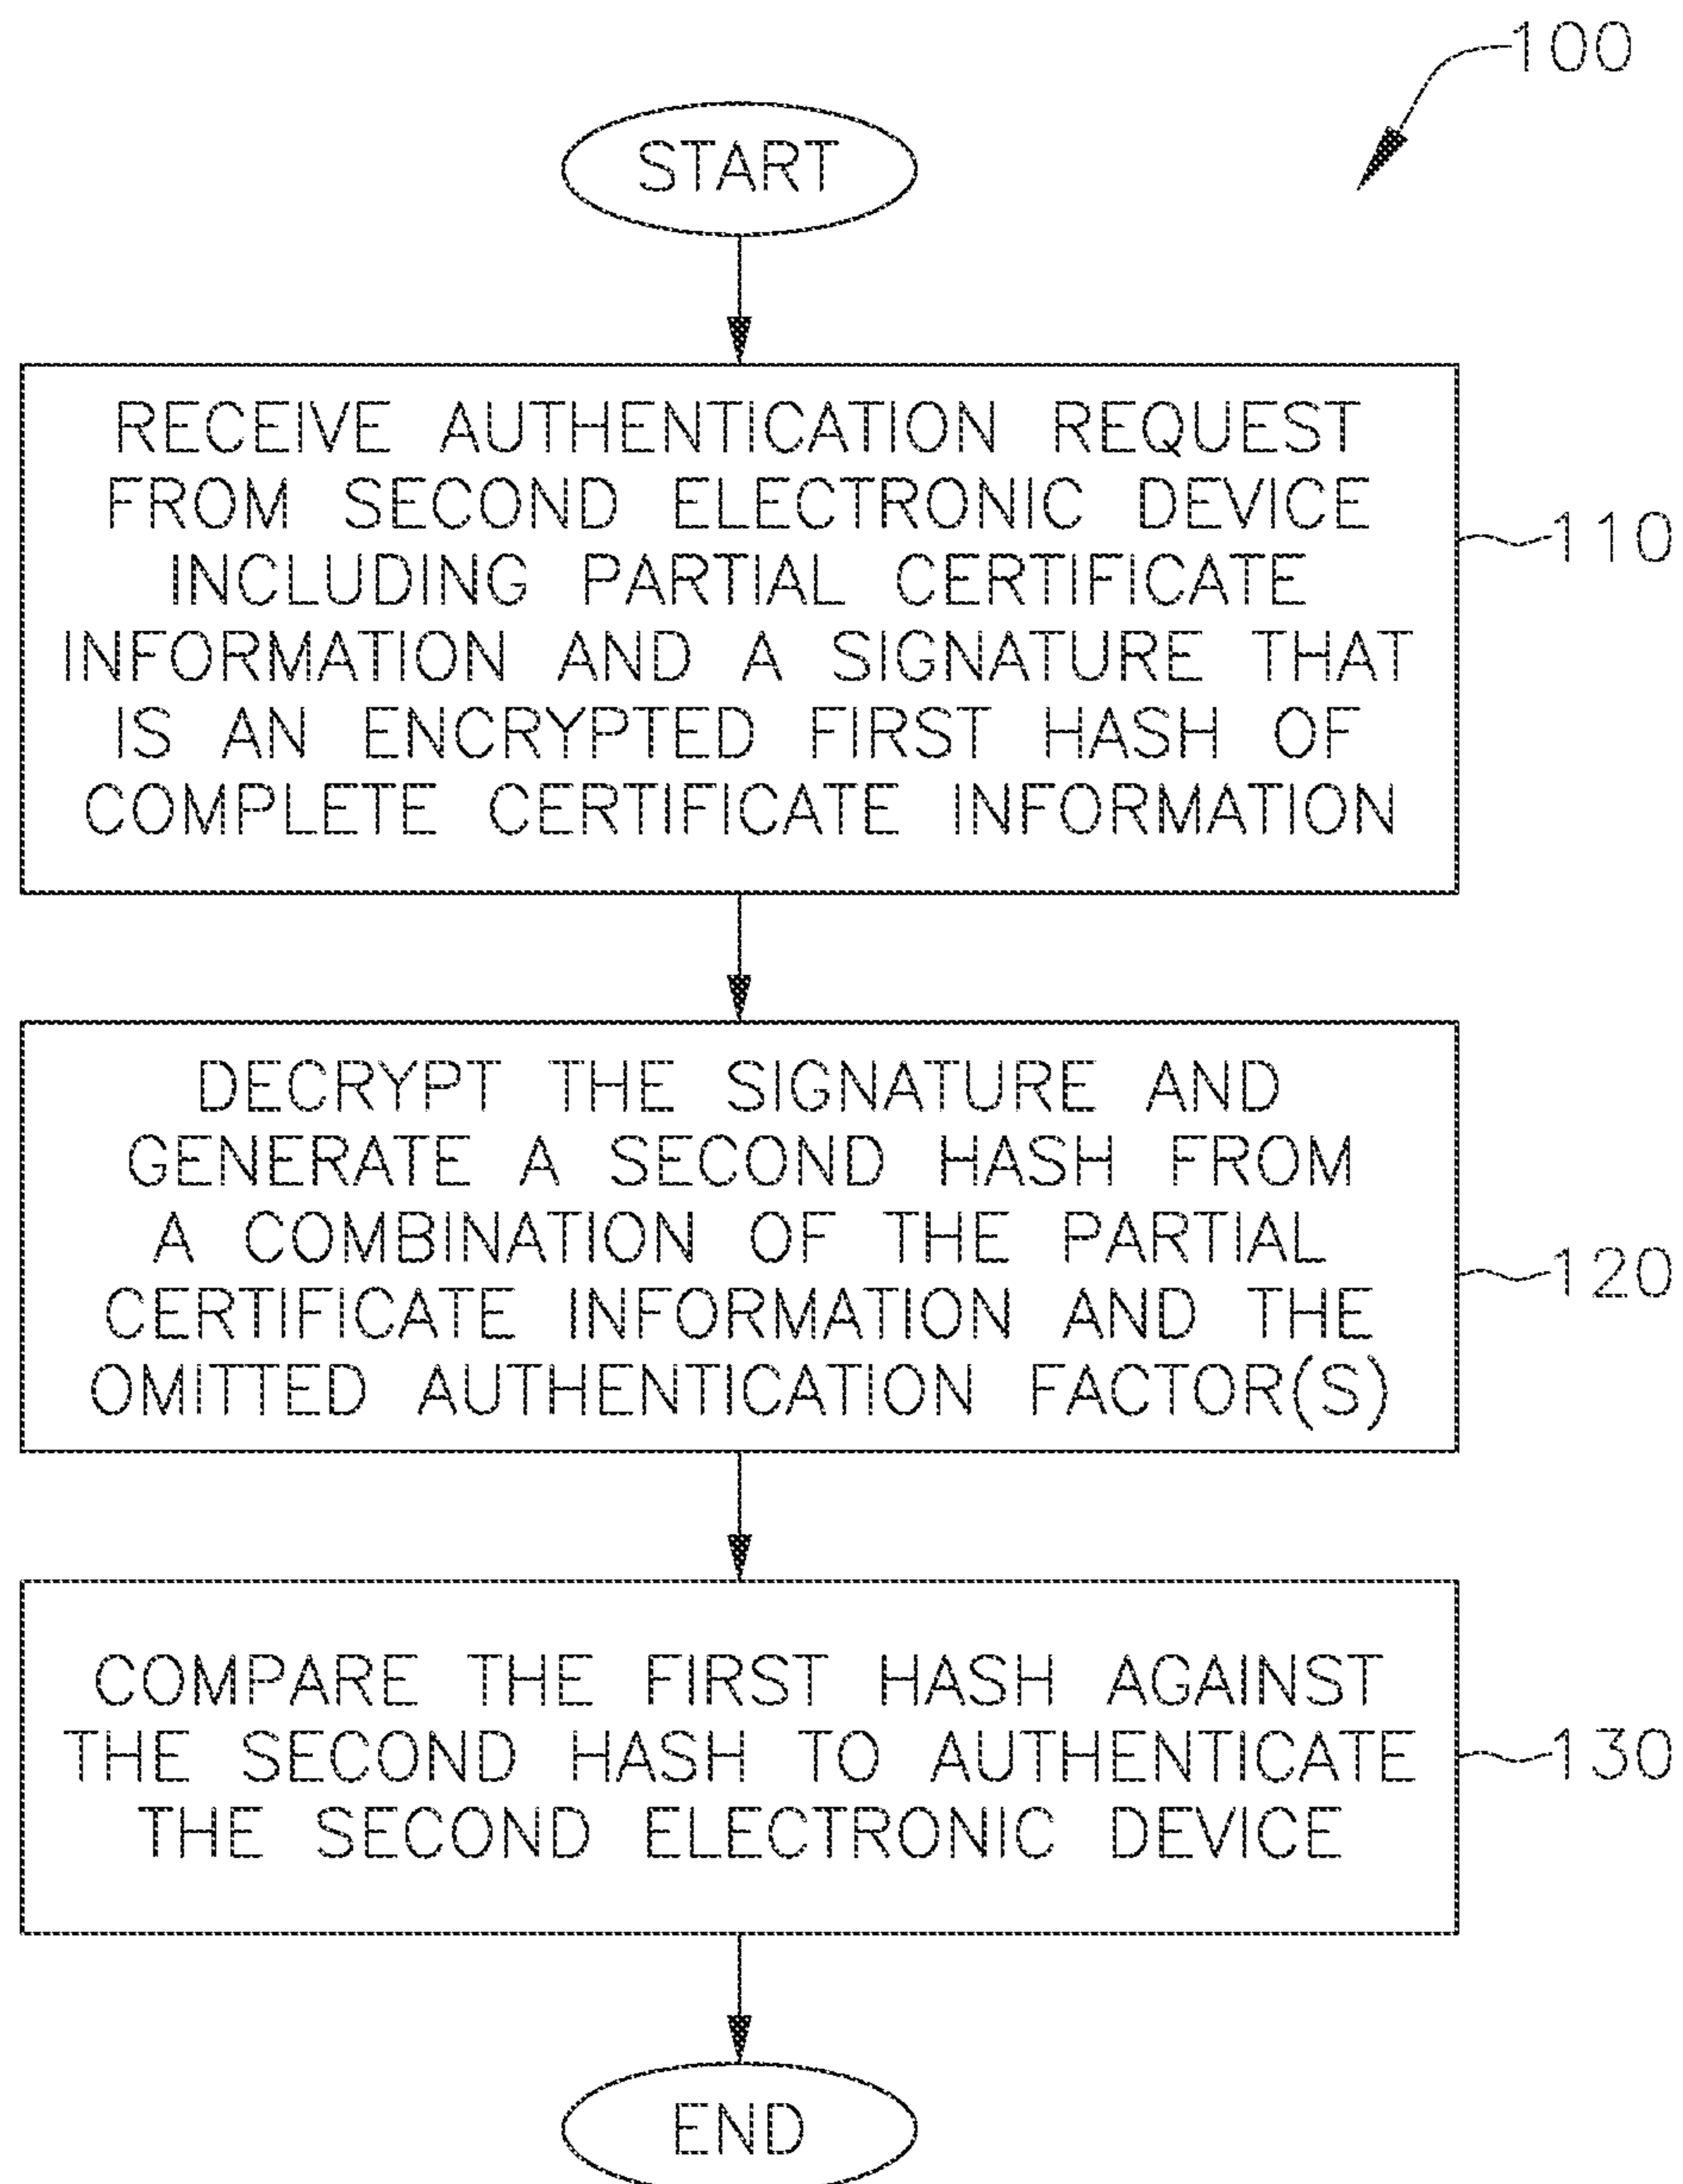 100
START
RECEIVE AUTHENTICATION REQUEST
FROM SECOND ELECTRONIC DEVICE
INCLUDING PARTIAL CERTIFICATE
INFORMATION AND A SIGNATURE THAT
IS AN ENCRYPTED FIRST HASH OF
COMPLETE CERTIFICATE INFORMATION
110
DECRYPT THE SIGNATURE AND
GENERATE A SECOND HASH FROM
A COMBINATION OF THE PARTIAL
CERTIFICATE INFORMATION AND THE
OMITTED AUTHENTICATION FACTOR(S)
120
COMPARE THE FIRST HASH AGAINST
THE SECOND HASH TO AUTHENTICATE
THE SECOND ELECTRONIC DEVICE
130
END